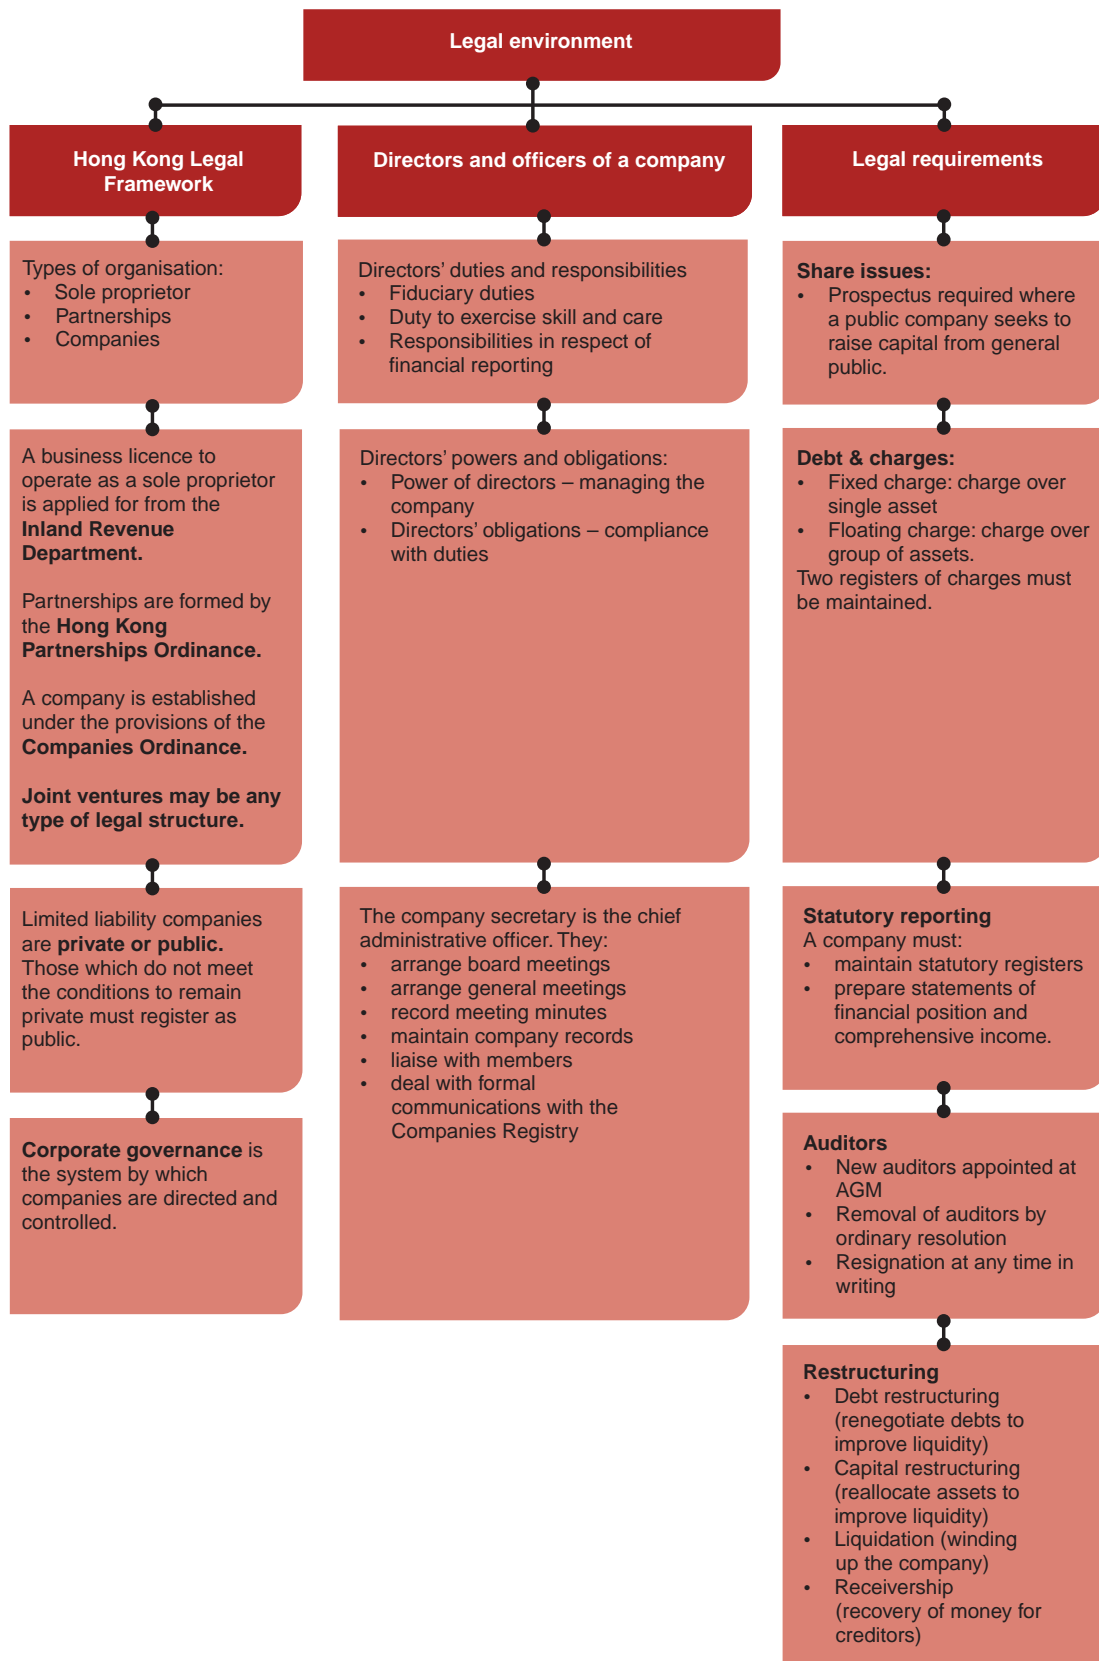 Legal environment
Hong Kong Legal
Framework
Types of organisation:
• Sole proprietor
• Partnerships
• Companies
A business licence to
operate as a sole proprietor
is applied for from the
Inland Revenue
Department.
Partnerships are formed by
the Hong Kong
Partnerships Ordinance.
A company is established
under the provisions of the
Companies Ordinance.
Joint ventures may be any
type of legal structure.
Limited liability companies
are private or public.
Those which do not meet
the conditions to remain
private must register as
public.
Corporate governance is
the system by which
companies are directed and
controlled.
Directors and officers of a company
Directors’ duties and responsibilities
• Fiduciary duties
• Duty to exercise skill and care
• Responsibilities in respect of
financial reporting
Directors’ powers and obligations:
• Power of directors – managing the
company
• Directors’ obligations – compliance
with duties
The company secretary is the chief
administrative officer. They:
• arrange board meetings
• arrange general meetings
• record meeting minutes
• maintain company records
• liaise with members
• deal with formal
communications with the
Companies Registry
Legal requirements
Share issues:
• Prospectus required where
a public company seeks to
raise capital from general
public.
Debt & charges:
• Fixed charge: charge over
single asset
• Floating charge: charge over
group of assets.
Two registers of charges must
be maintained.
Statutory reporting
A company must:
• maintain statutory registers
• prepare statements of
financial position and
comprehensive income.
Auditors
• New auditors appointed at
AGM
• Removal of auditors by
ordinary resolution
• Resignation at any time in
writing
Restructuring
• Debt restructuring
(renegotiate debts to
improve liquidity)
• Capital restructuring
(reallocate assets to
improve liquidity)
• Liquidation (winding
up the company)
• Receivership
(recovery of money for
creditors)